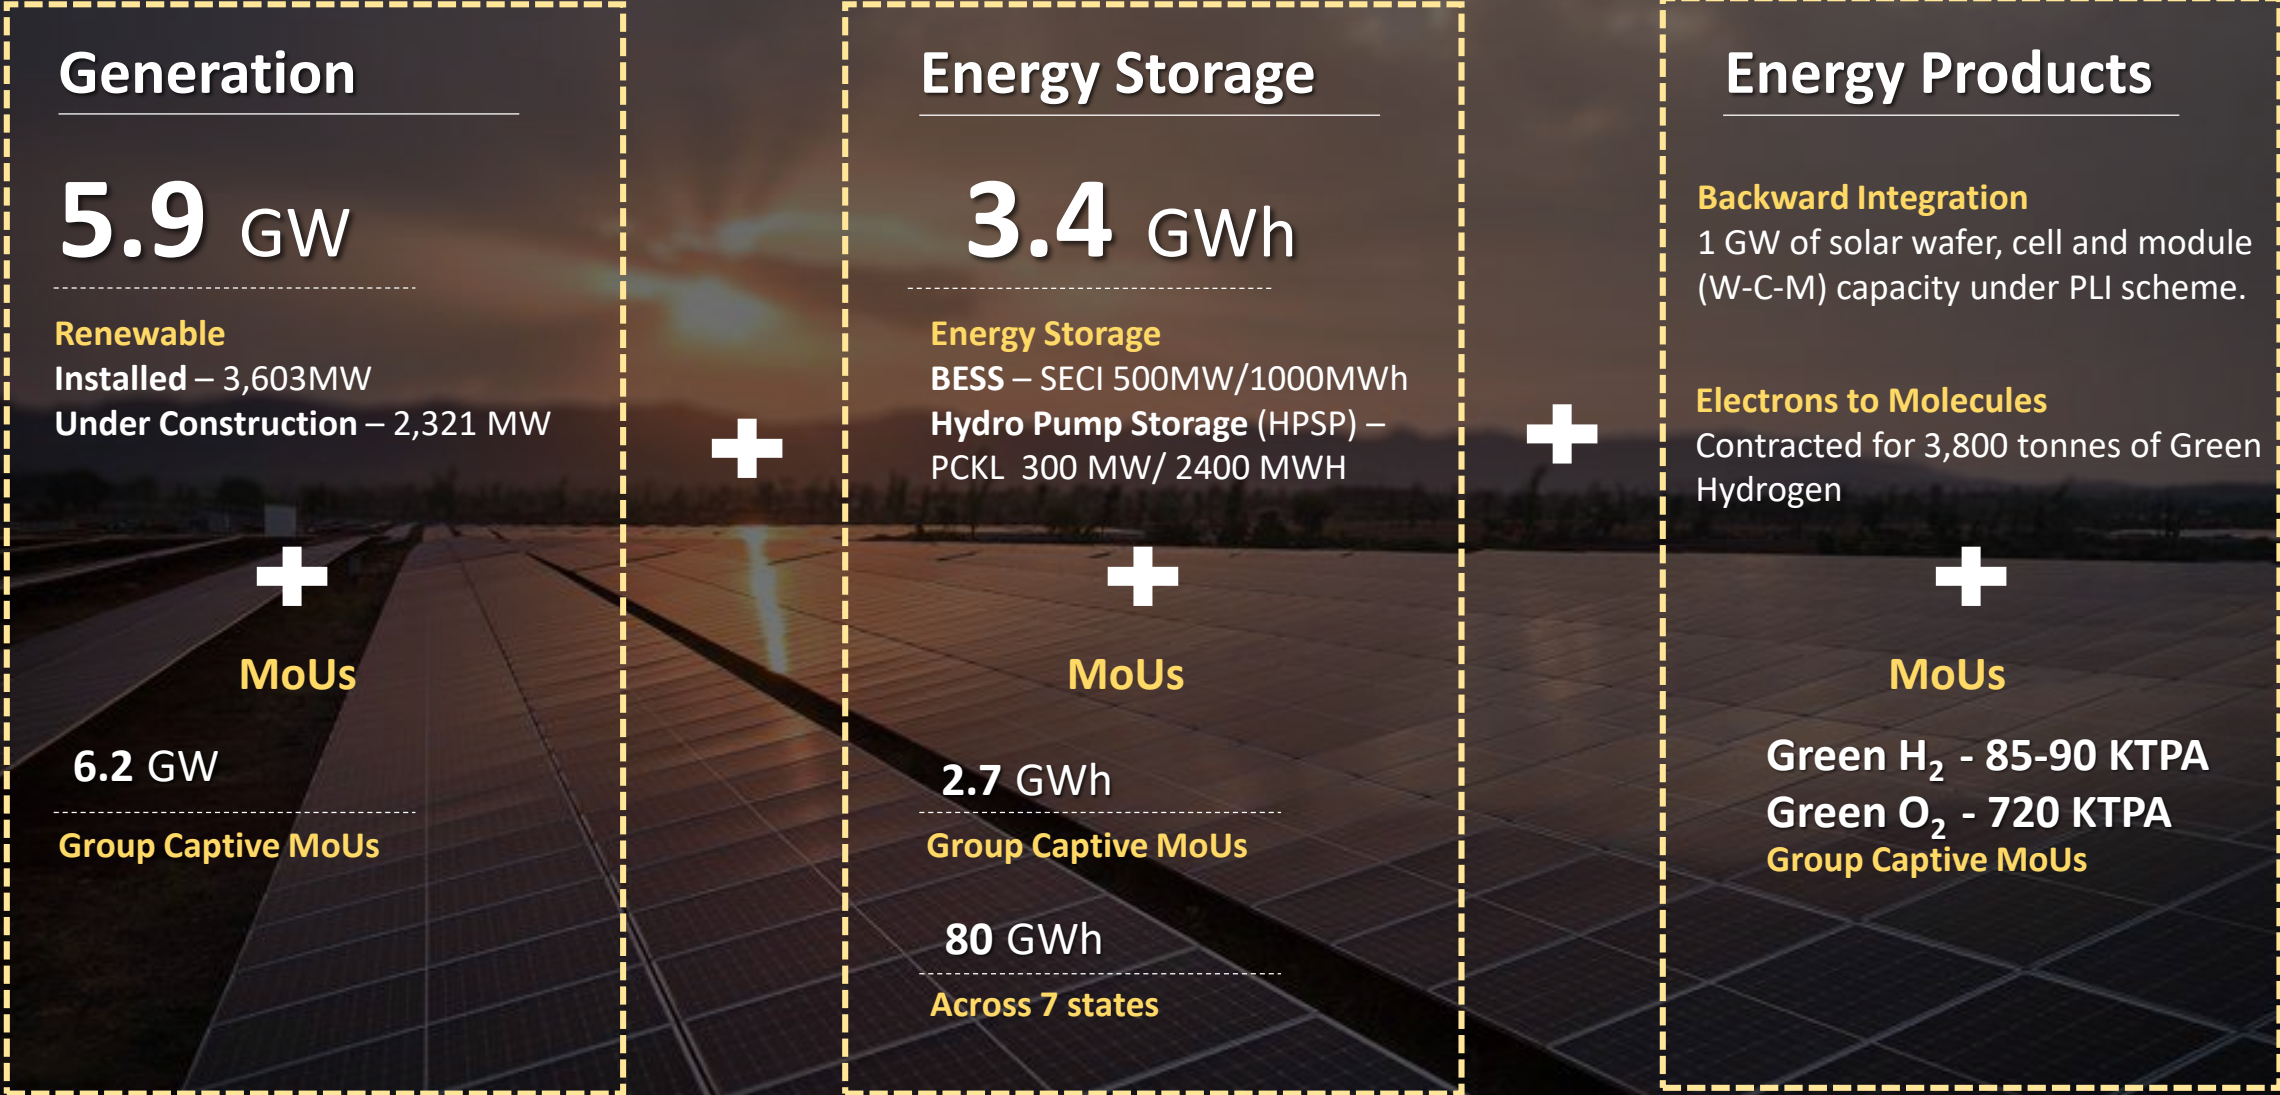 Generation
5.9 GW
Renewable
Installed – 3,603MW
Under Construction – 2,321 MW
MoUs
6.2 GW
Group Captive MoUs
Energy Storage
3.4 GWh
Energy Storage
BESS – SECI 500MW/1000MWh
Hydro Pump Storage (HPSP) –
PCKL 300 MW/ 2400 MWH
MoUs
2.7 GWh
Group Captive MoUs
80 GWh
Across 7 states
Energy Products
Backward Integration
1 GW of solar wafer, cell and module
(W-C-M) capacity under PLI scheme.
Electrons to Molecules
Contracted for 3,800 tonnes of Green
Hydrogen
MoUs
Green H₂ - 85-90 KTPA
Green O₂ - 720 KTPA
Group Captive MoUs